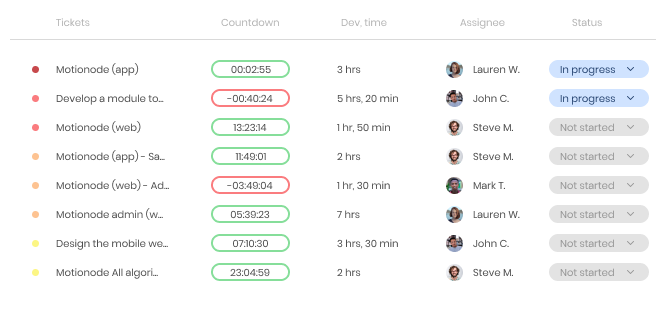 Tickets Countdown Dev, time Assignee Status
Motionode (app) 00:02:55 3 hrs Lauren W. In progress
Develop a module to... -00:40:24 5 hrs, 20 min John C. In progress
Motionode (web) 13:23:14 1 hr, 50 min Steve M. Not started
Motionode (app) - Sa... 11:49:01 2 hrs Steve M. Not started
Motionode (web) - Ad... -03:49:04 1 hr, 30 min Mark T. Not started
Motionode admin (w... 05:39:23 7 hrs Lauren W. Not started
Design the mobile we... 07:10:30 3 hrs, 30 min John C. Not started
Motionode All algori... 23:04:59 2 hrs Steve M. Not started